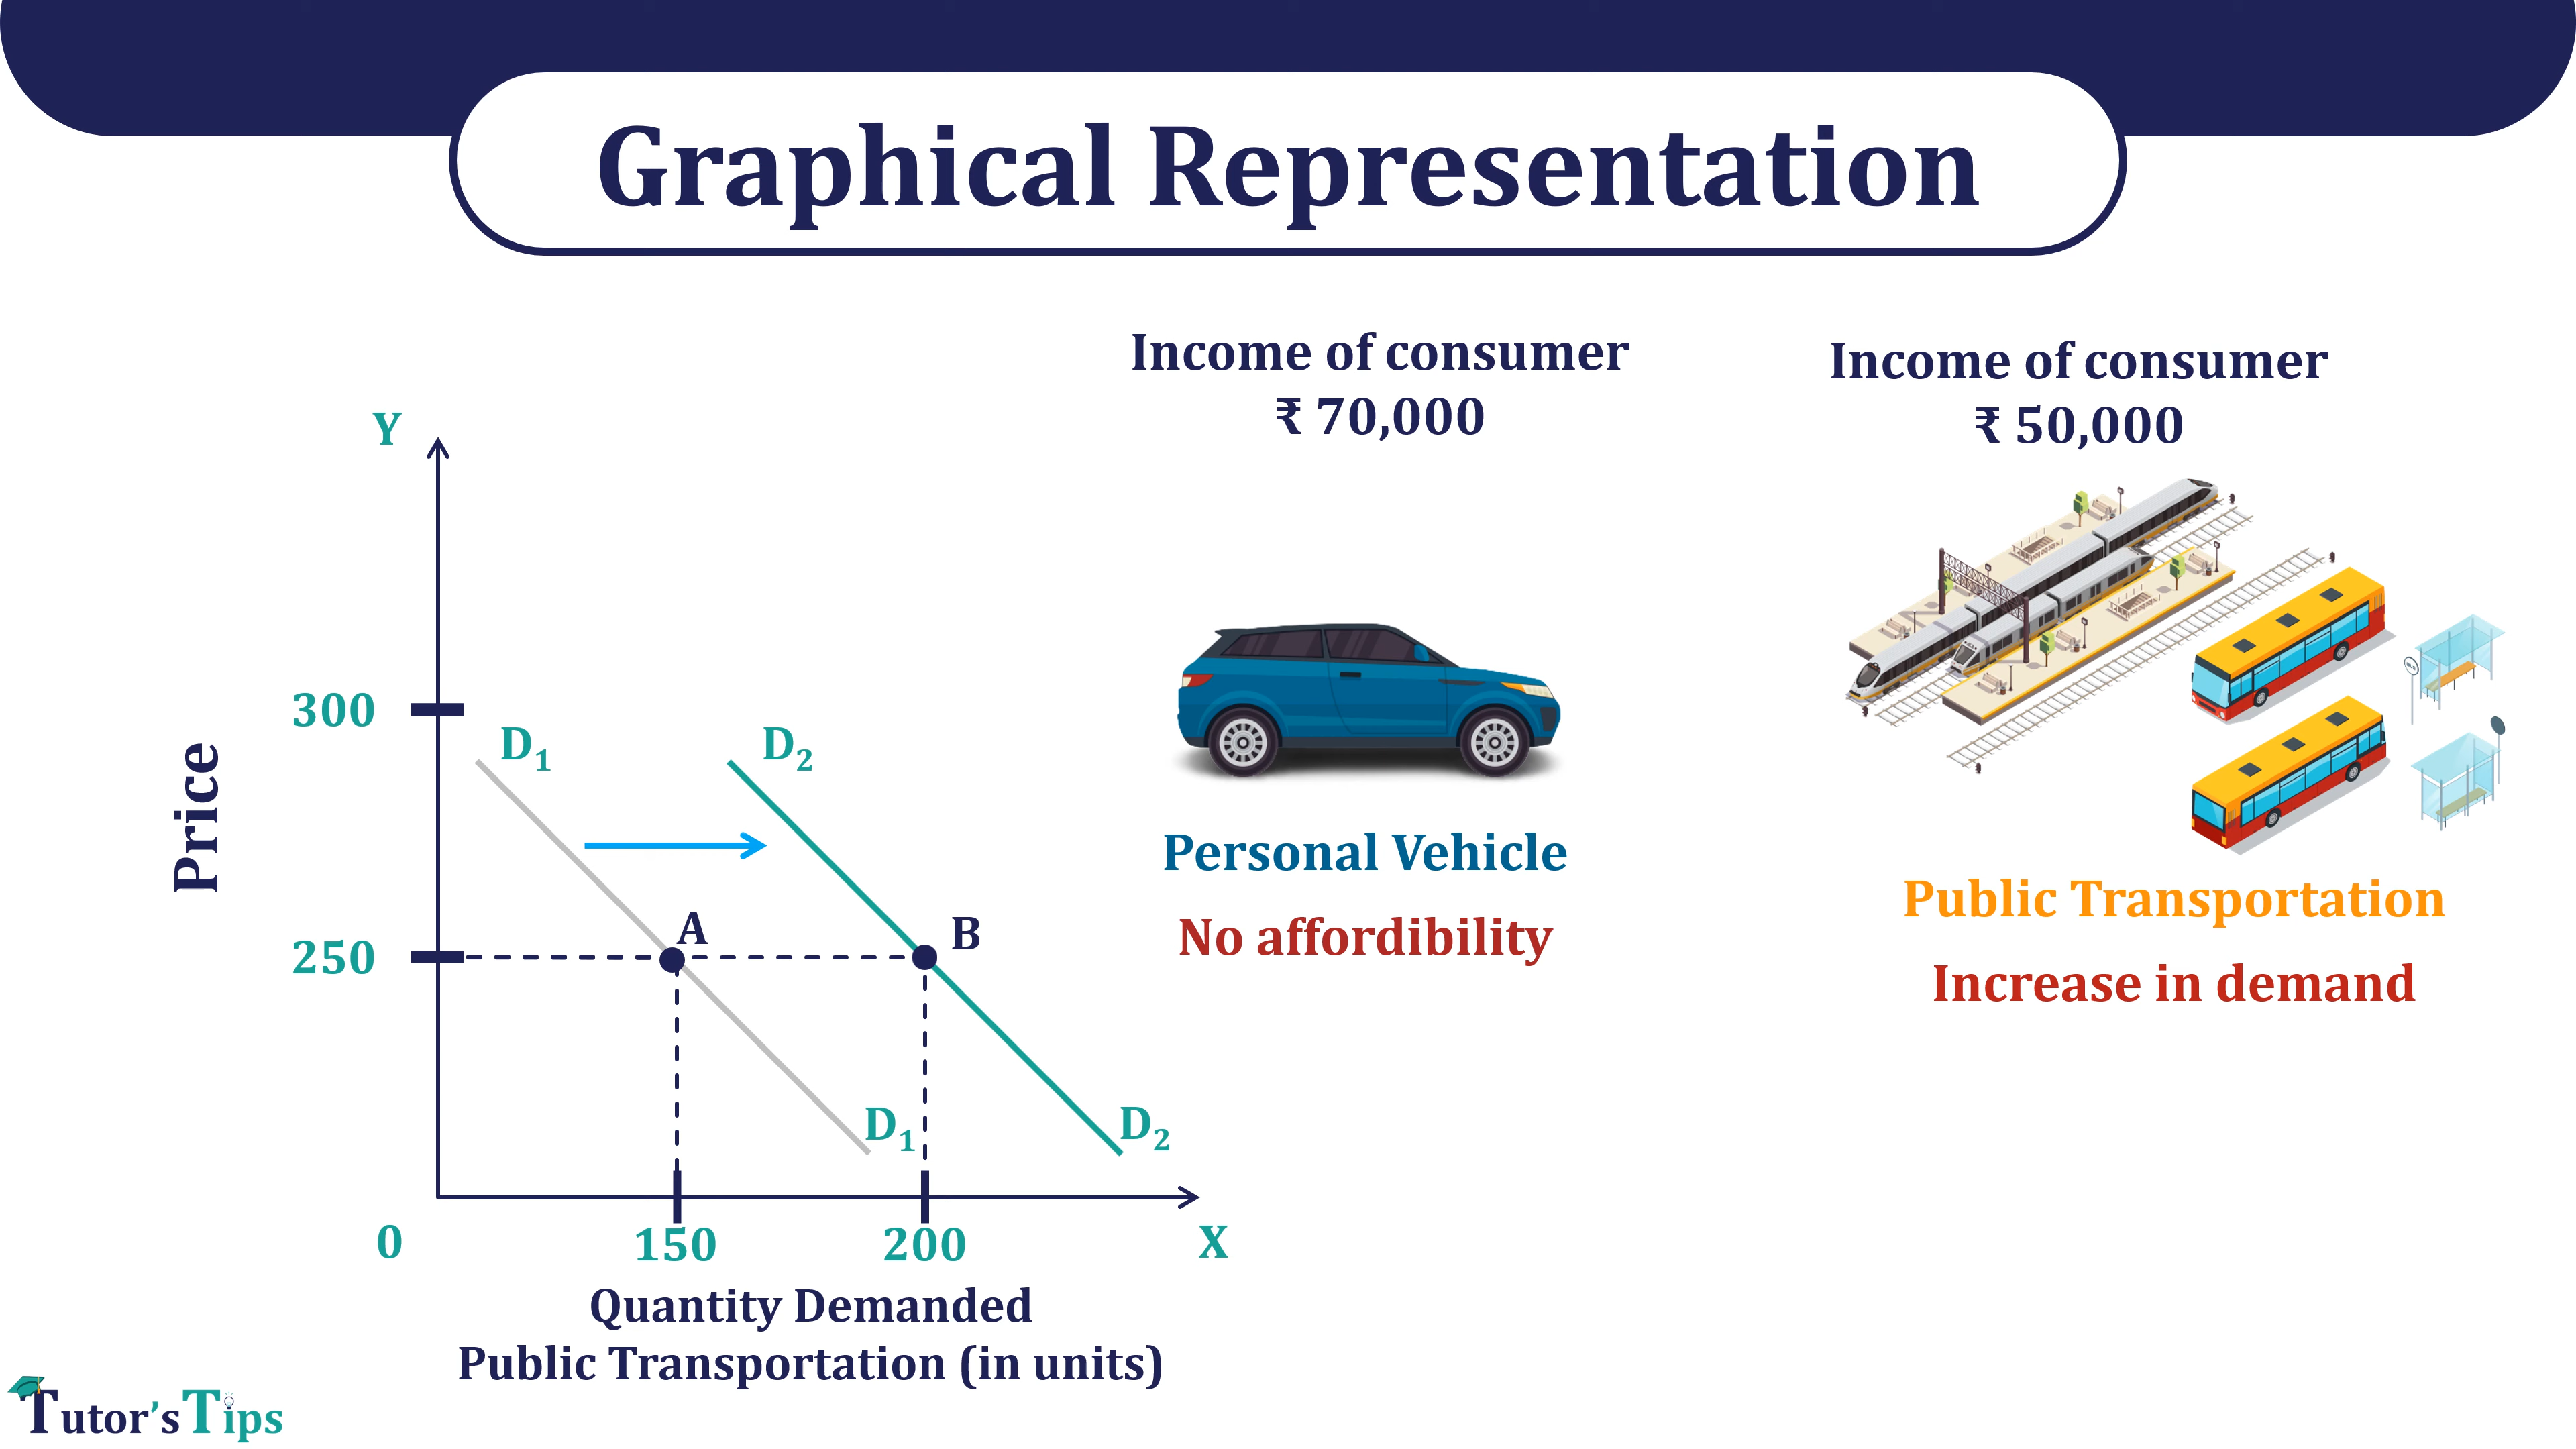 Graphical Representation
Income of consumer
₹ 70,000
Income of consumer
₹ 50,000
Y
300
Price
D1
D2
A
B
250
Personal Vehicle
No affordibility
Public Transportation
Increase in demand
D1
D2
0
150
200
X
Quantity Demanded
Public Transportation (in units)
Tutor'sTips